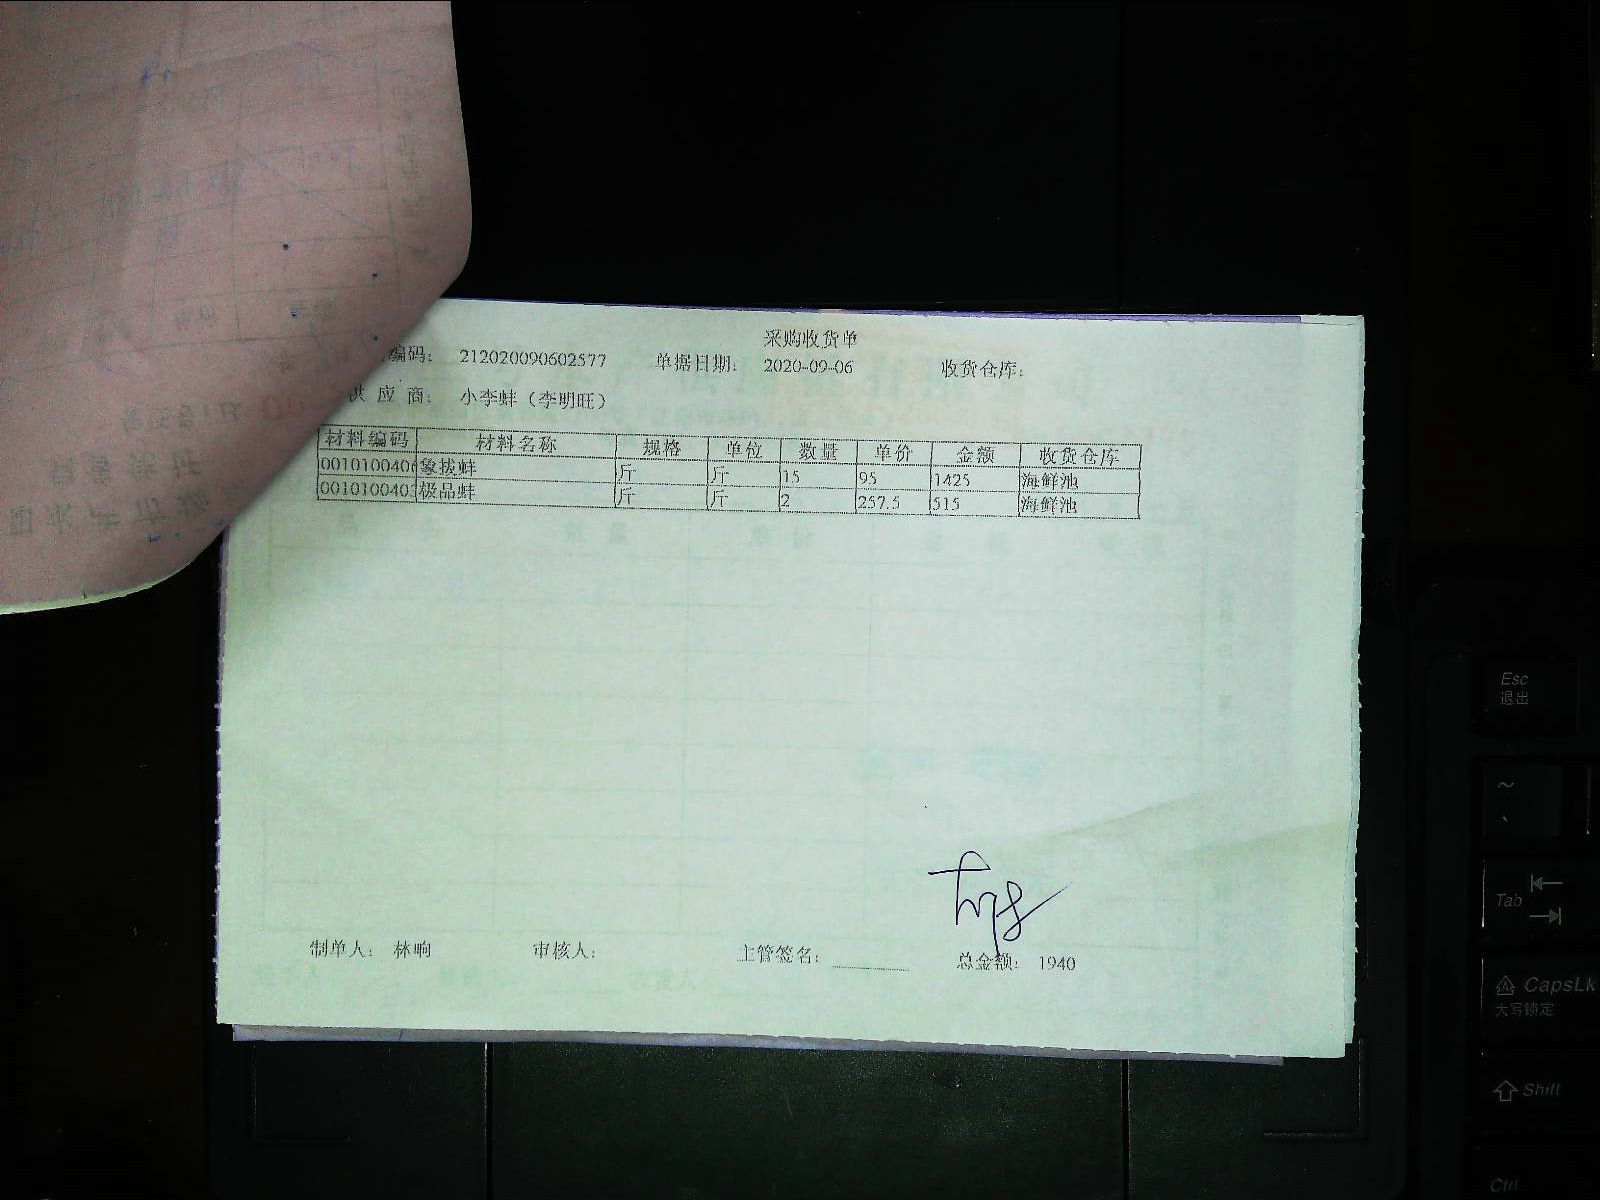 采购收货单
编码： 212020090602577 单据日期： 2020-09-06 收货仓库：
供 应 商： 小李蚌（李明旺）
材料编码 材料名称 规格 单位 数量 单价 金额 收货仓库
0010100406 象拔蚌 斤 斤 15 95 1425 海鲜池
001010040 极品蚌 斤 斤 2 257.5 515 海鲜池
制单人： 林晌 审核人： 主管签名： 总金额： 1940
Esc
退出
~
Tab
CapsLk
大写锁定
Shift
Ctrl